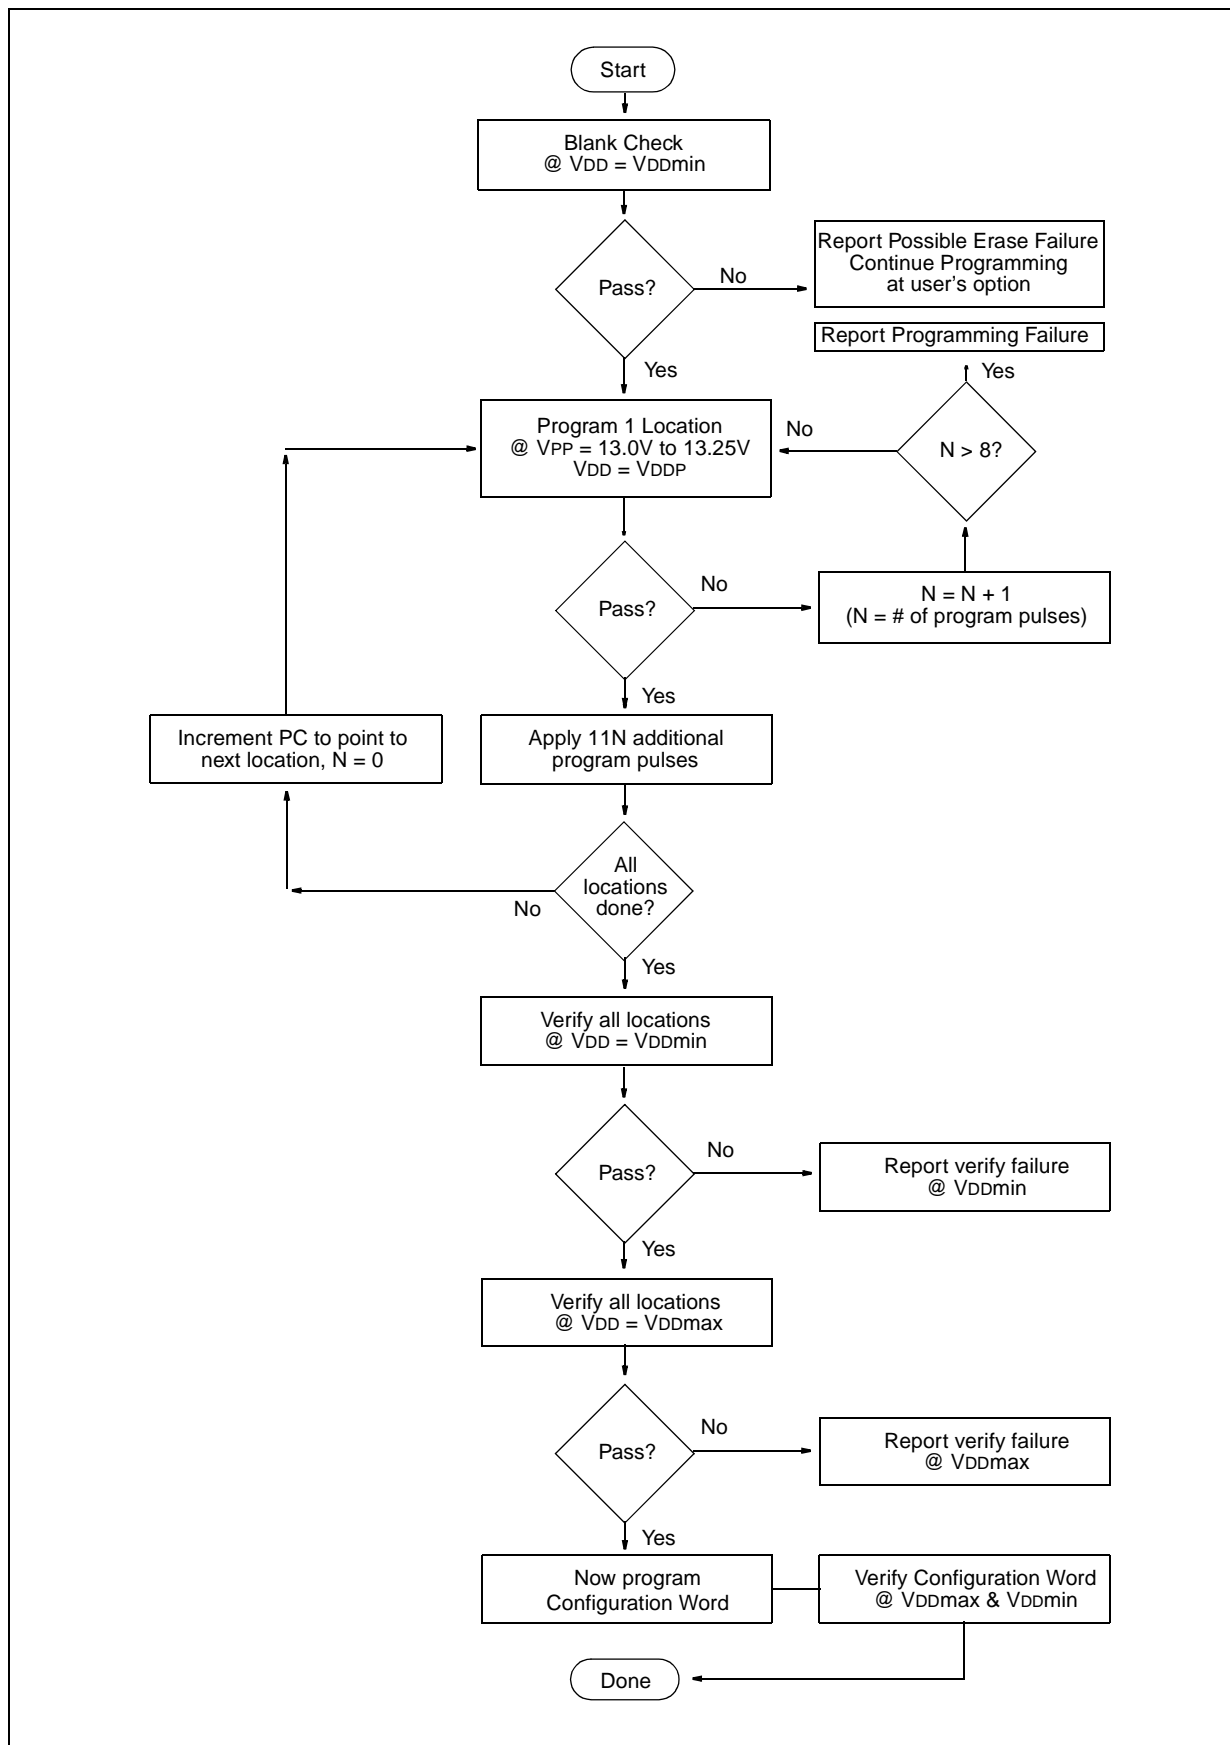 Start
Blank Check
@ VDD = VDDmin
Pass?
No
Report Possible Erase Failure
Continue Programming
at user's option
Yes
Report Programming Failure
Yes
Program 1 Location
@ VPP = 13.0V to 13.25V
VDD = VDDP
No
N > 8?
Pass?
No
N = N + 1
(N = # of program pulses)
Yes
Increment PC to point to
next location, N = 0
Apply 11N additional
program pulses
All
locations
done?
No
Yes
Verify all locations
@ VDD = VDDmin
Pass?
No
Report verify failure
@ VDDmin
Yes
Verify all locations
@ VDD = VDDmax
Pass?
No
Report verify failure
@ VDDmax
Yes
Now program
Configuration Word
Verify Configuration Word
@ VDDmax & VDDmin
Done